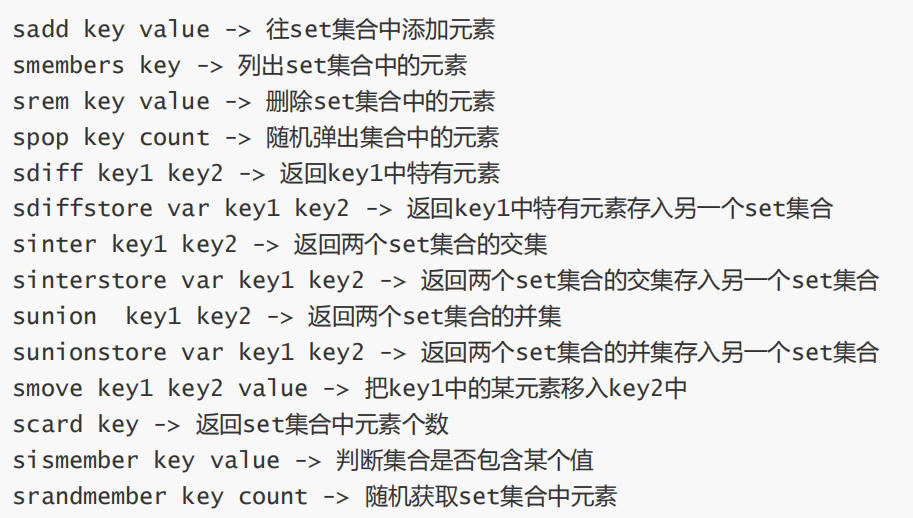 sadd key value -> 往set集合中添加元素
smembers key -> 列出set集合中的元素
srem key value -> 删除set集合中的元素
spop key count -> 随机弹出集合中的元素
sdiff key1 key2 -> 返回key1中特有元素
sdiffstore var key1 key2 -> 返回key1中特有元素存入另一个set集合
sinter key1 key2 -> 返回两个set集合的交集
sinterstore var key1 key2 -> 返回两个set集合的交集存入另一个set集合
sunion  key1 key2 -> 返回两个set集合的并集
sunionstore var key1 key2 -> 返回两个set集合的并集存入另一个set集合
smove key1 key2 value -> 把key1中的某元素移入key2中
scard key -> 返回set集合中元素个数
sismember key value -> 判断集合是否包含某个值
srandmember key count -> 随机获取set集合中元素